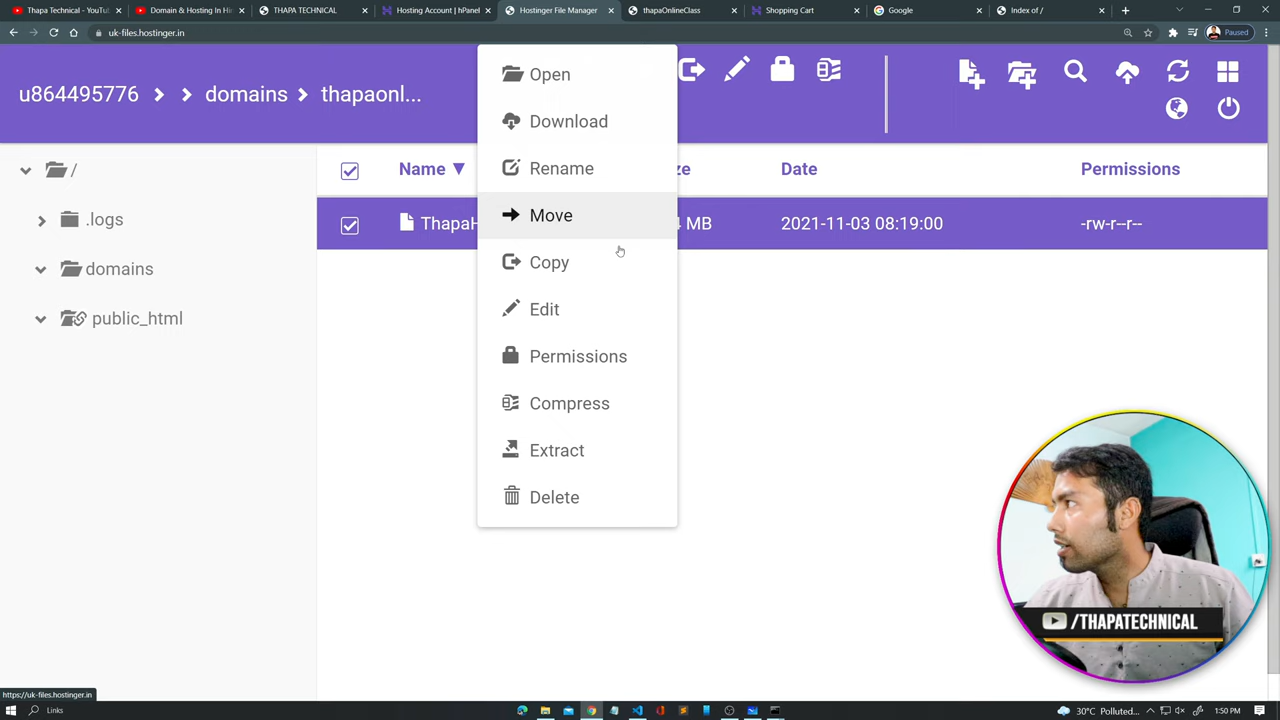 Thapa Technical - YouTu
Domain & Hosting In Hi
THAPA TECHNICAL
Hosting Account | hPanel
Hostinger File Manager
thapaOnlineClass
Shopping Cart
Google
Index of /
uk-files.hostinger.in
Paused
u864495776
domains
thapaonl...
Open
Download
Rename
Move
Copy
Edit
Permissions
Compress
Extract
Delete
/
.logs
domains
public_html
Name
ze
Date
Permissions
ThapaH
MB
2021-11-03 08:19:00
-rw-r--r--
/THAPATECHNICAL
https://uk-files.hostinger.in
Links
30°C Polluted...
1:50 PM